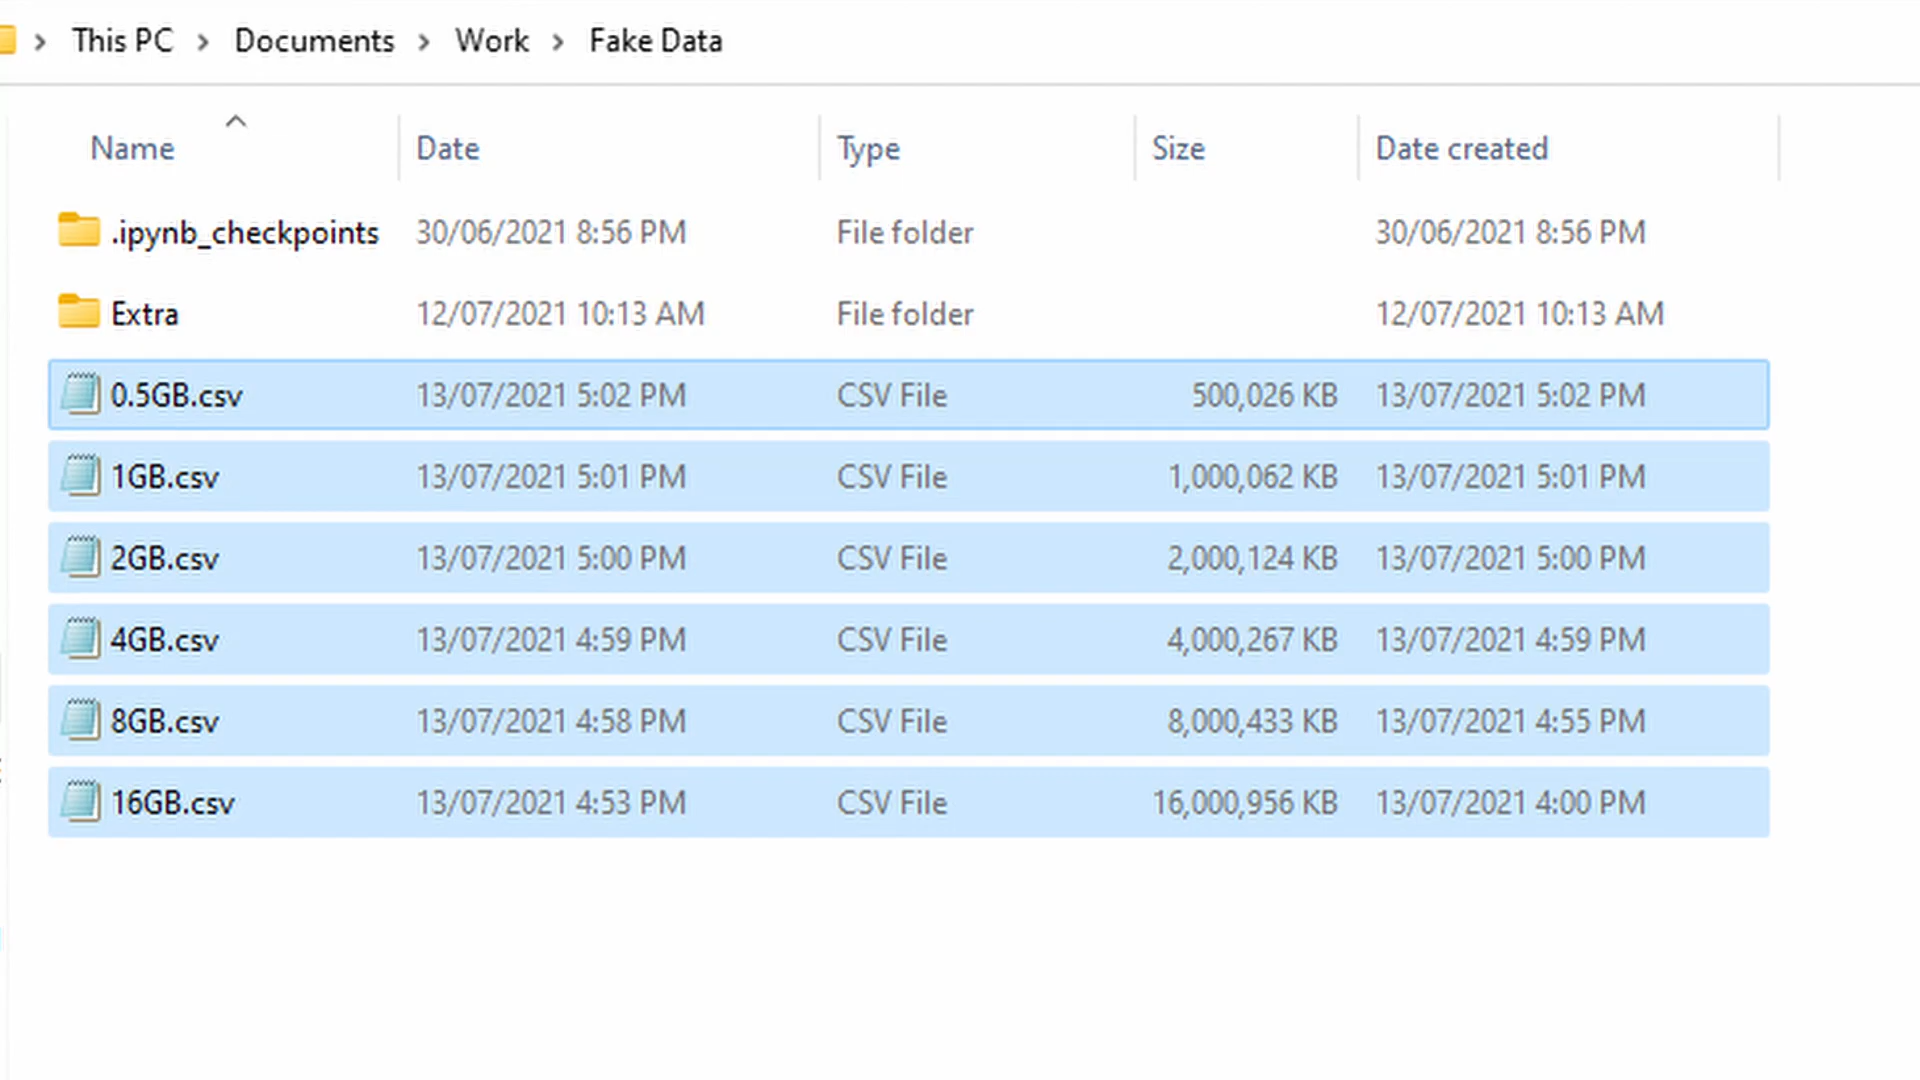 This PC > Documents > Work > Fake Data
Name Date Type Size Date created
.ipynb_checkpoints 30/06/2021 8:56 PM File folder 30/06/2021 8:56 PM
Extra 12/07/2021 10:13 AM File folder 12/07/2021 10:13 AM
0.5GB.csv 13/07/2021 5:02 PM CSV File 500,026 KB 13/07/2021 5:02 PM
1GB.csv 13/07/2021 5:01 PM CSV File 1,000,062 KB 13/07/2021 5:01 PM
2GB.csv 13/07/2021 5:00 PM CSV File 2,000,124 KB 13/07/2021 5:00 PM
4GB.csv 13/07/2021 4:59 PM CSV File 4,000,267 KB 13/07/2021 4:59 PM
8GB.csv 13/07/2021 4:58 PM CSV File 8,000,433 KB 13/07/2021 4:55 PM
16GB.csv 13/07/2021 4:53 PM CSV File 16,000,956 KB 13/07/2021 4:00 PM